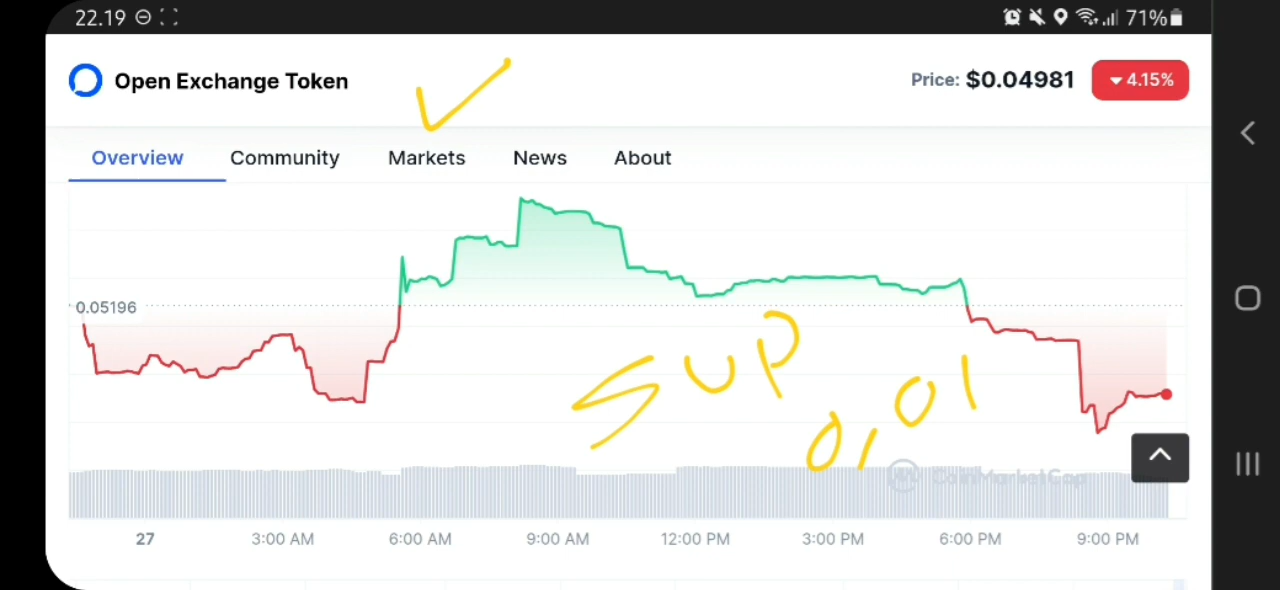 22.19 71%
Open Exchange Token Price: $0.04981 4.15%
Overview Community Markets News About
0.05196
sup
0,01
CoinMarketCap
27 3:00 AM 6:00 AM 9:00 AM 12:00 PM 3:00 PM 6:00 PM 9:00 PM